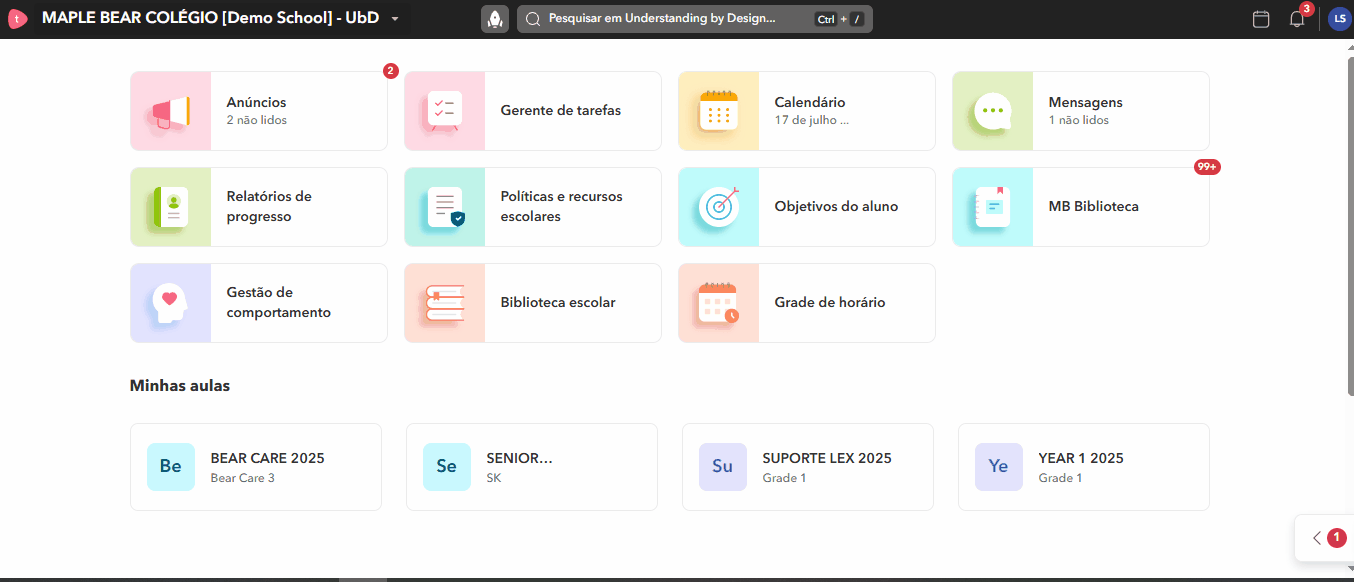 t MAPLE BEAR COLÉGIO [Demo School] - UbD
Pesquisar em Understanding by Design... Ctrl + /
3
LS
2
Anúncios
2 não lidos
Gerente de tarefas
Calendário
17 de julho ...
Mensagens
1 não lidos
Relatórios de
progresso
Políticas e recursos
escolares
Objetivos do aluno
99+
MB Biblioteca
Gestão de
comportamento
Biblioteca escolar
Grade de horário
Minhas aulas
Be
BEAR CARE 2025
Bear Care 3
Se
SENIOR...
SK
Su
SUPORTE LEX 2025
Grade 1
Ye
YEAR 1 2025
Grade 1
1